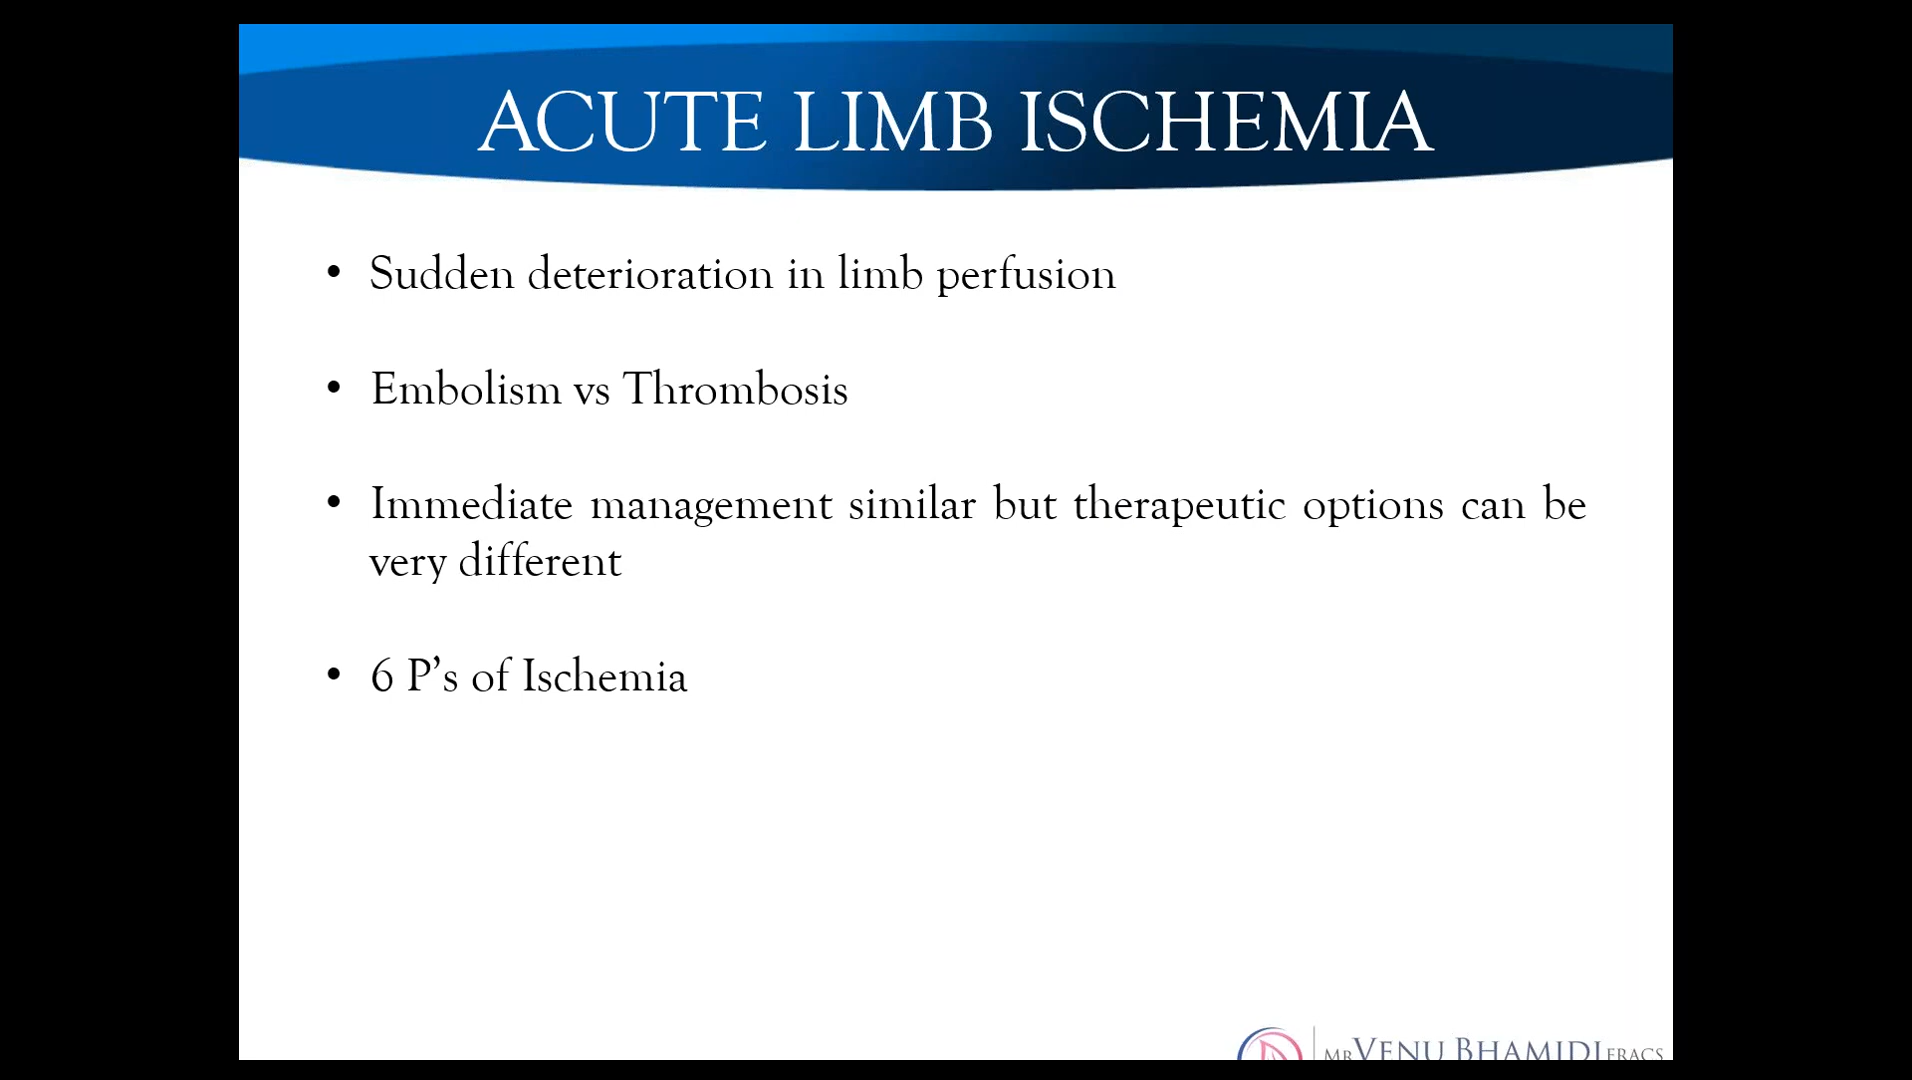 ACUTE LIMB ISCHEMIA
• Sudden deterioration in limb perfusion
• Embolism vs Thrombosis
• Immediate management similar but therapeutic options can be
very different
• 6 P’s of Ischemia
MR VENU BHAMIDI FRACS